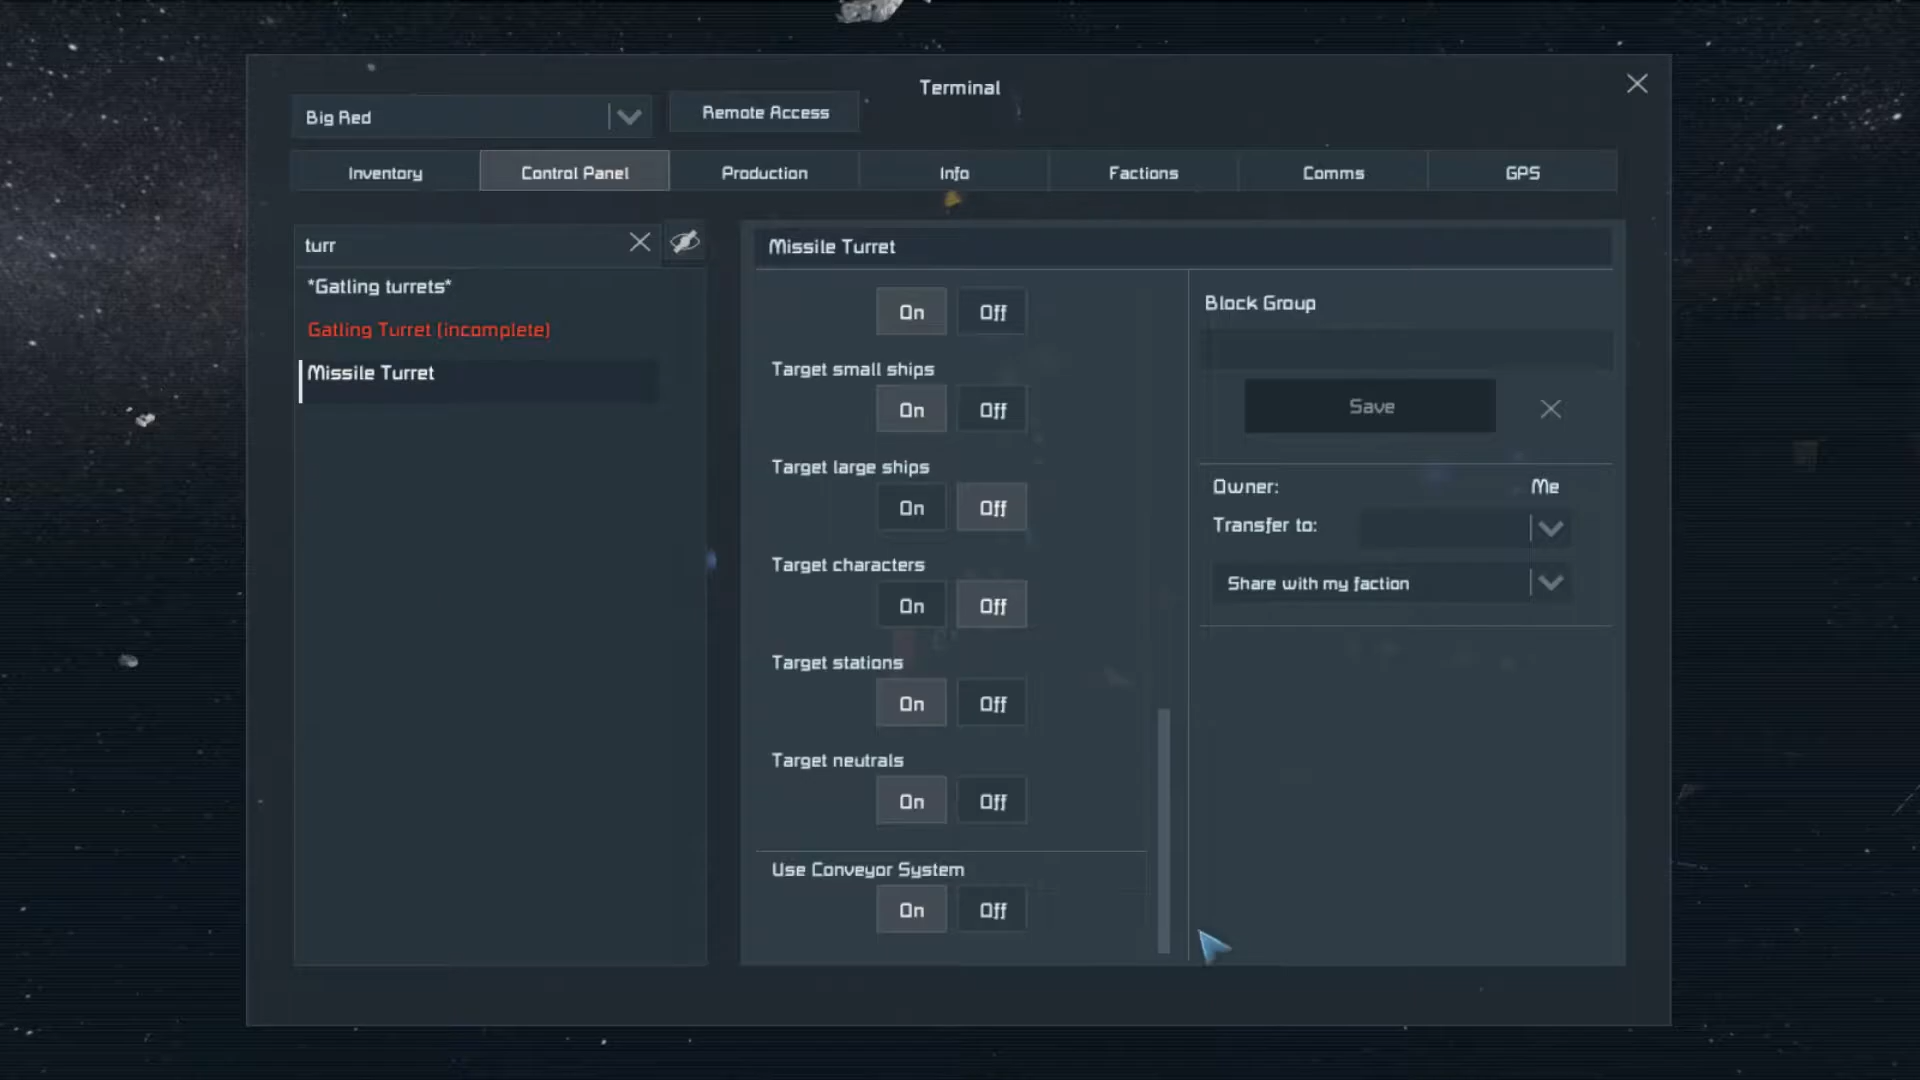 Terminal
Big Red
Remote Access
Inventory
Control Panel
Production
Info
Factions
Comms
GPS
turr
*Gatling turrets*
Gatling Turret (incomplete)
Missile Turret
Missile Turret
On Off
Target small ships
On Off
Target large ships
On Off
Target characters
On Off
Target stations
On Off
Target neutrals
On Off
Use Conveyor System
On Off
Block Group
Save
Owner: Me
Transfer to:
Share with my faction